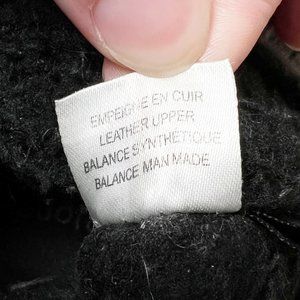 EMPEIGNE EN CUIR
LEATHER UPPER
BALANCE SYNTHETIQUE
BALANCE MAN MADE